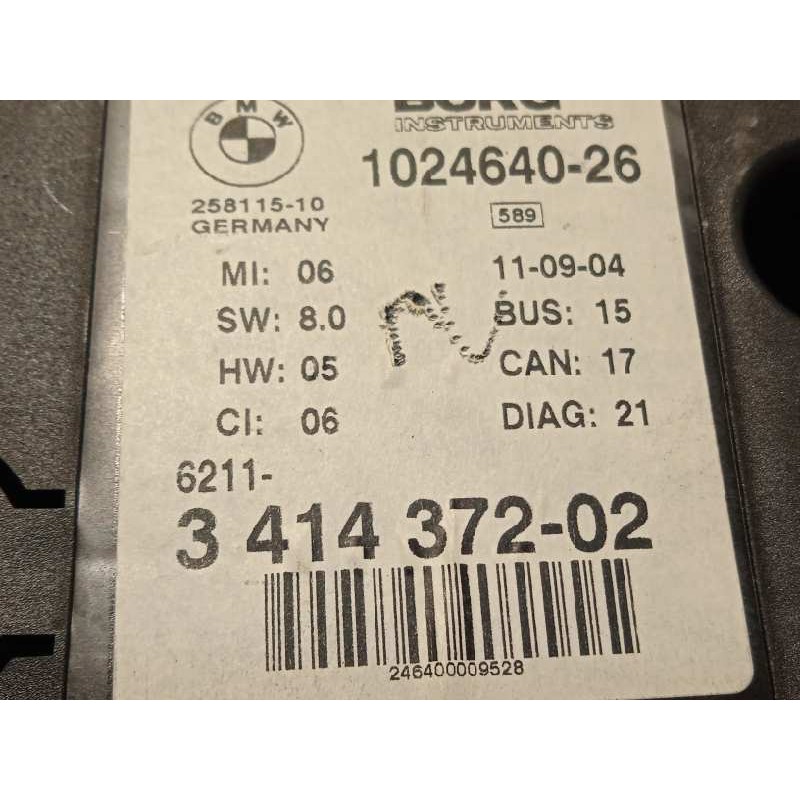 BMW
BORG
INSTRUMENTS
1024640-26
258115-10
GERMANY
589
MI: 06
11-09-04
SW: 8.0
BUS: 15
HW: 05
CAN: 17
CI: 06
DIAG: 21
6211-
3 414 372-02
246400009528